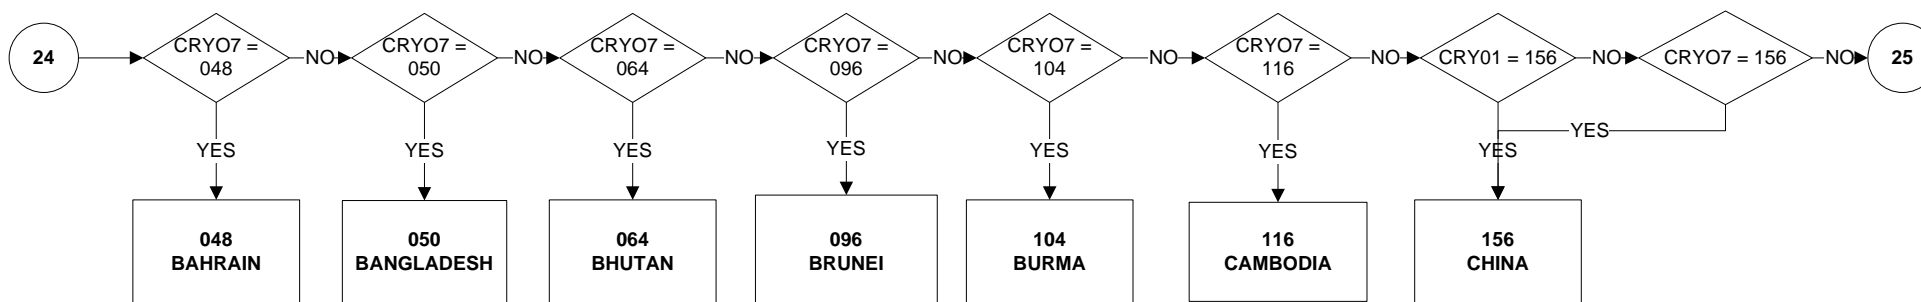 24
CRYO7 =
048
NO
CRYO7 =
050
NO
CRYO7 =
064
NO
CRYO7 =
096
NO
CRYO7 =
104
NO
CRYO7 =
116
NO
CRY01 = 156
NO
CRYO7 = 156
NO
25
YES
YES
YES
YES
YES
YES
YES
YES
048
BAHRAIN
050
BANGLADESH
064
BHUTAN
096
BRUNEI
104
BURMA
116
CAMBODIA
156
CHINA